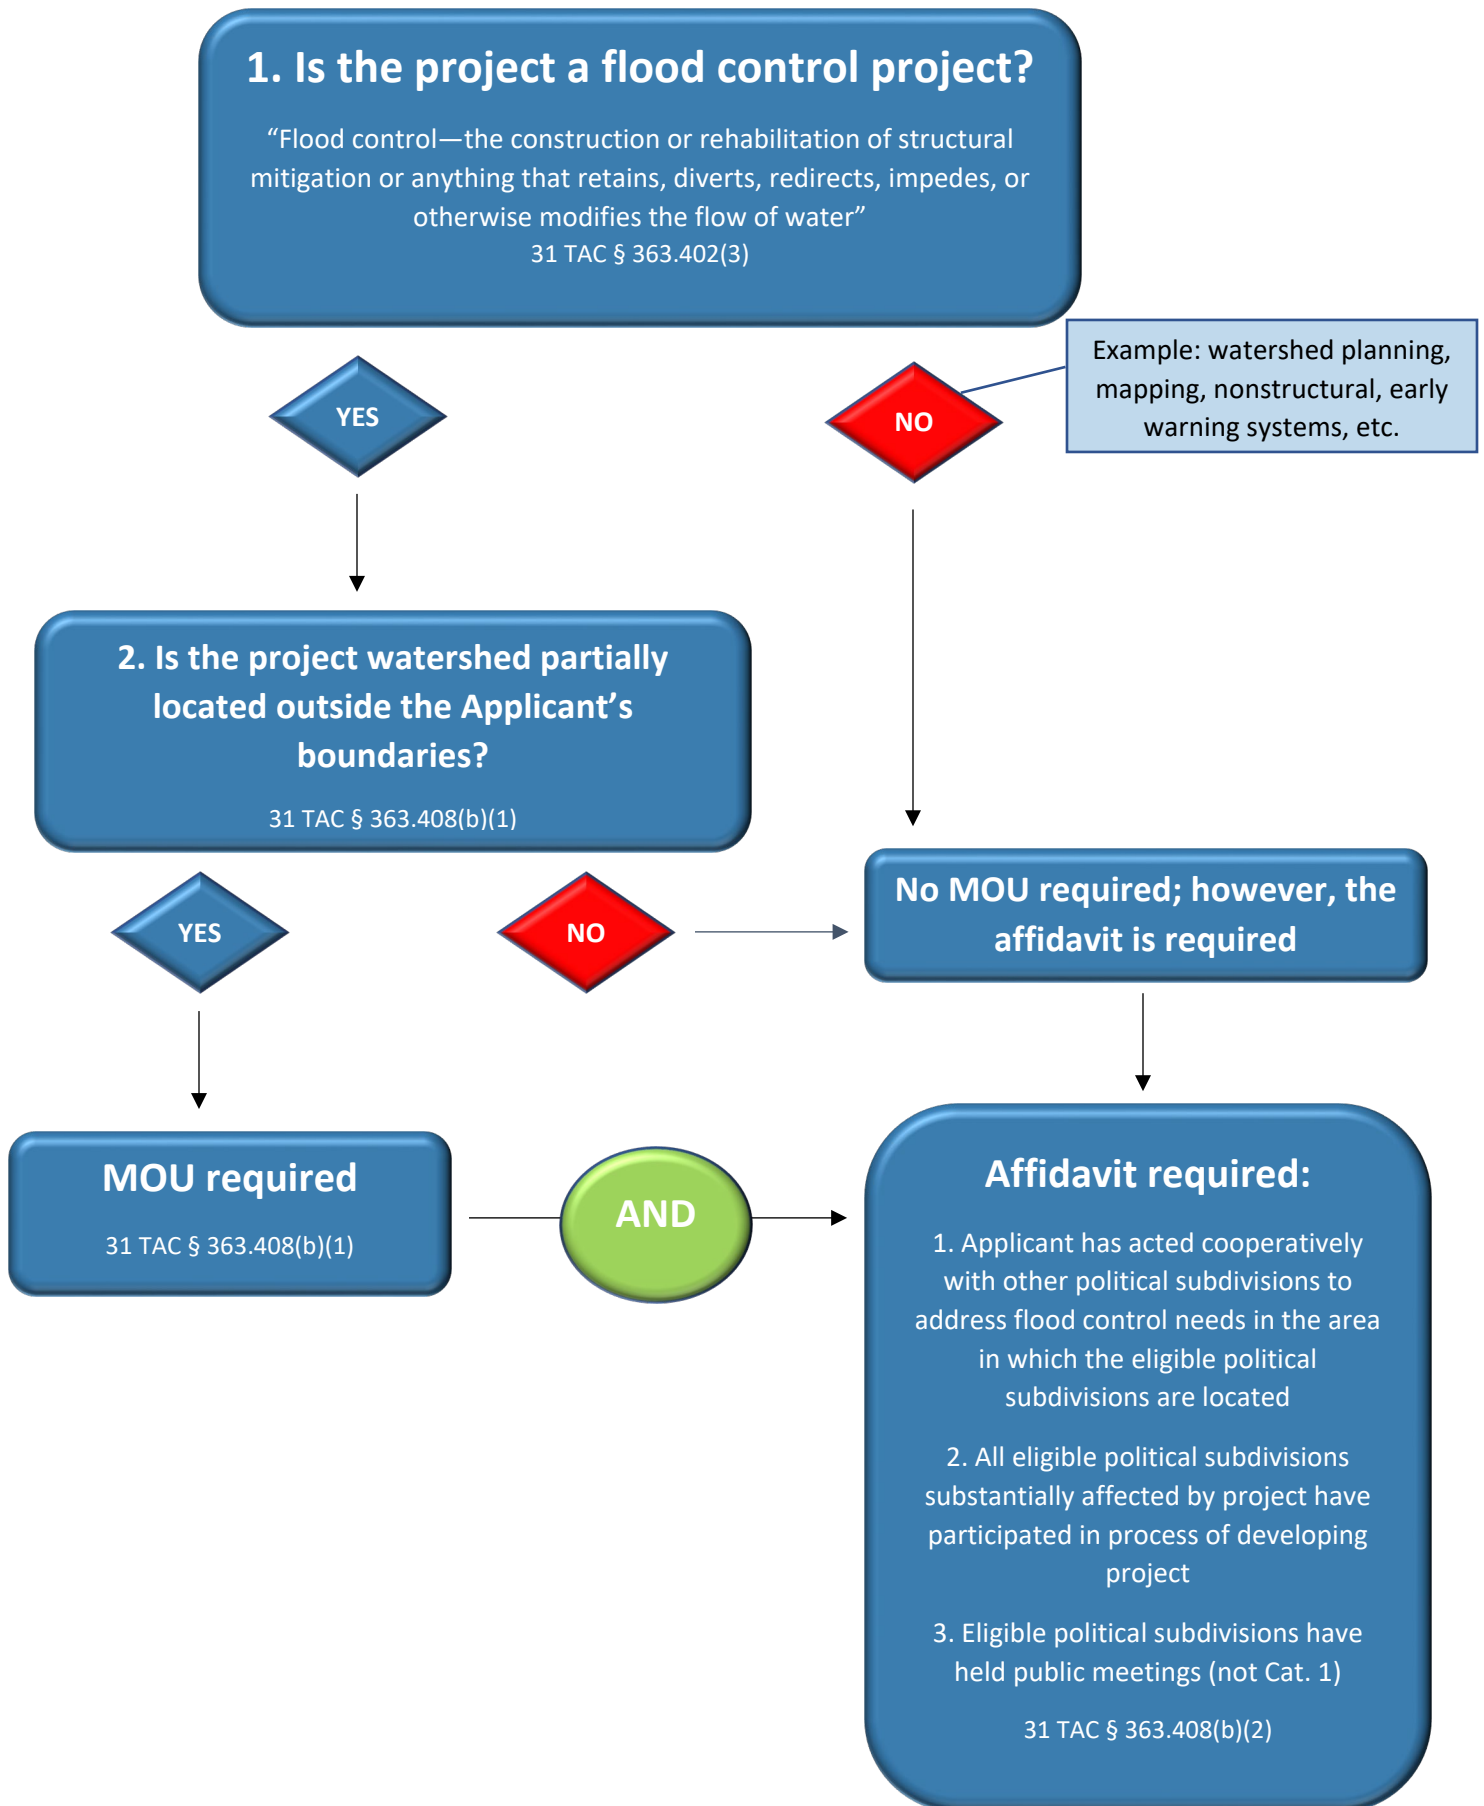 1. Is the project a flood control project?
“Flood control—the construction or rehabilitation of structural
mitigation or anything that retains, diverts, redirects, impedes, or
otherwise modifies the flow of water”
31 TAC § 363.402(3)
Example: watershed planning,
mapping, nonstructural, early
warning systems, etc.
YES
NO
2. Is the project watershed partially
located outside the Applicant’s
boundaries?
31 TAC § 363.408(b)(1)
YES
NO
No MOU required; however, the
affidavit is required
MOU required
31 TAC § 363.408(b)(1)
AND
Affidavit required:
1. Applicant has acted cooperatively
with other political subdivisions to
address flood control needs in the area
in which the eligible political
subdivisions are located
2. All eligible political subdivisions
substantially affected by project have
participated in process of developing
project
3. Eligible political subdivisions have
held public meetings (not Cat. 1)
31 TAC § 363.408(b)(2)